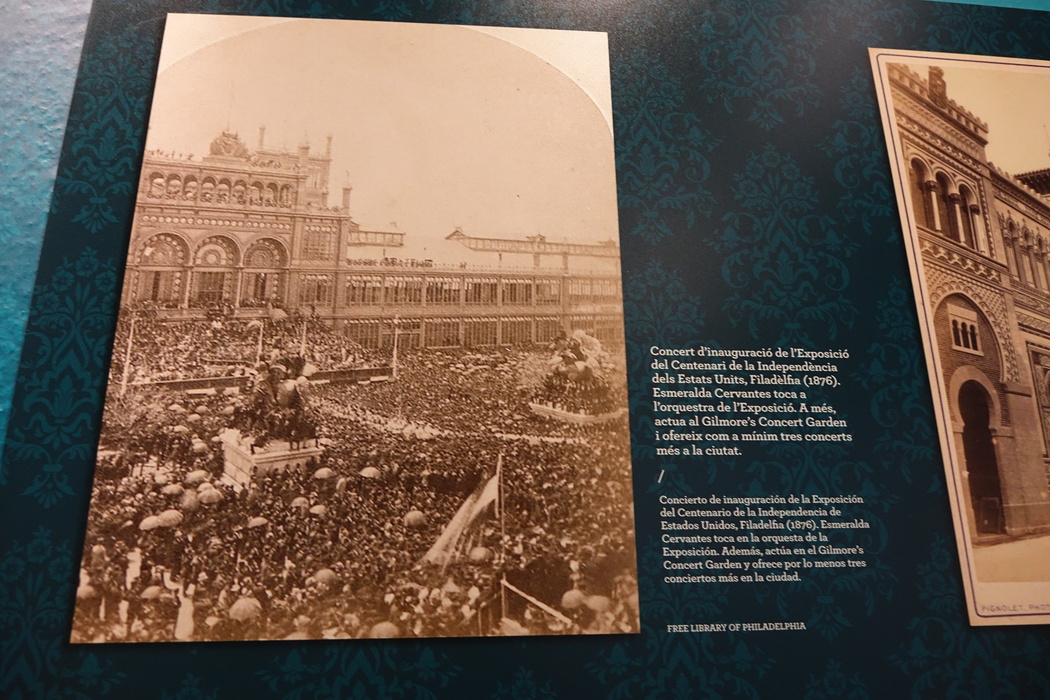 Concert d'inauguració de l'Exposició
del Centenari de la Independència
dels Estats Units, Filadèlfia (1876).
Esmeralda Cervantes toca a
l'orquestra de l'Exposició. A més,
actua al Gilmore's Concert Garden
i ofereix com a mínim tres concerts
més a la ciutat.
/
Concierto de inauguración de la Exposición
del Centenario de la Independencia de
Estados Unidos, Filadelfia (1876). Esmeralda
Cervantes toca en la orquesta de la
Exposición. Además, actúa en el Gilmore's
Concert Garden y ofrece por lo menos tres
conciertos más en la ciudad.
FREE LIBRARY OF PHILADELPHIA
PIGNOLET, PHOT